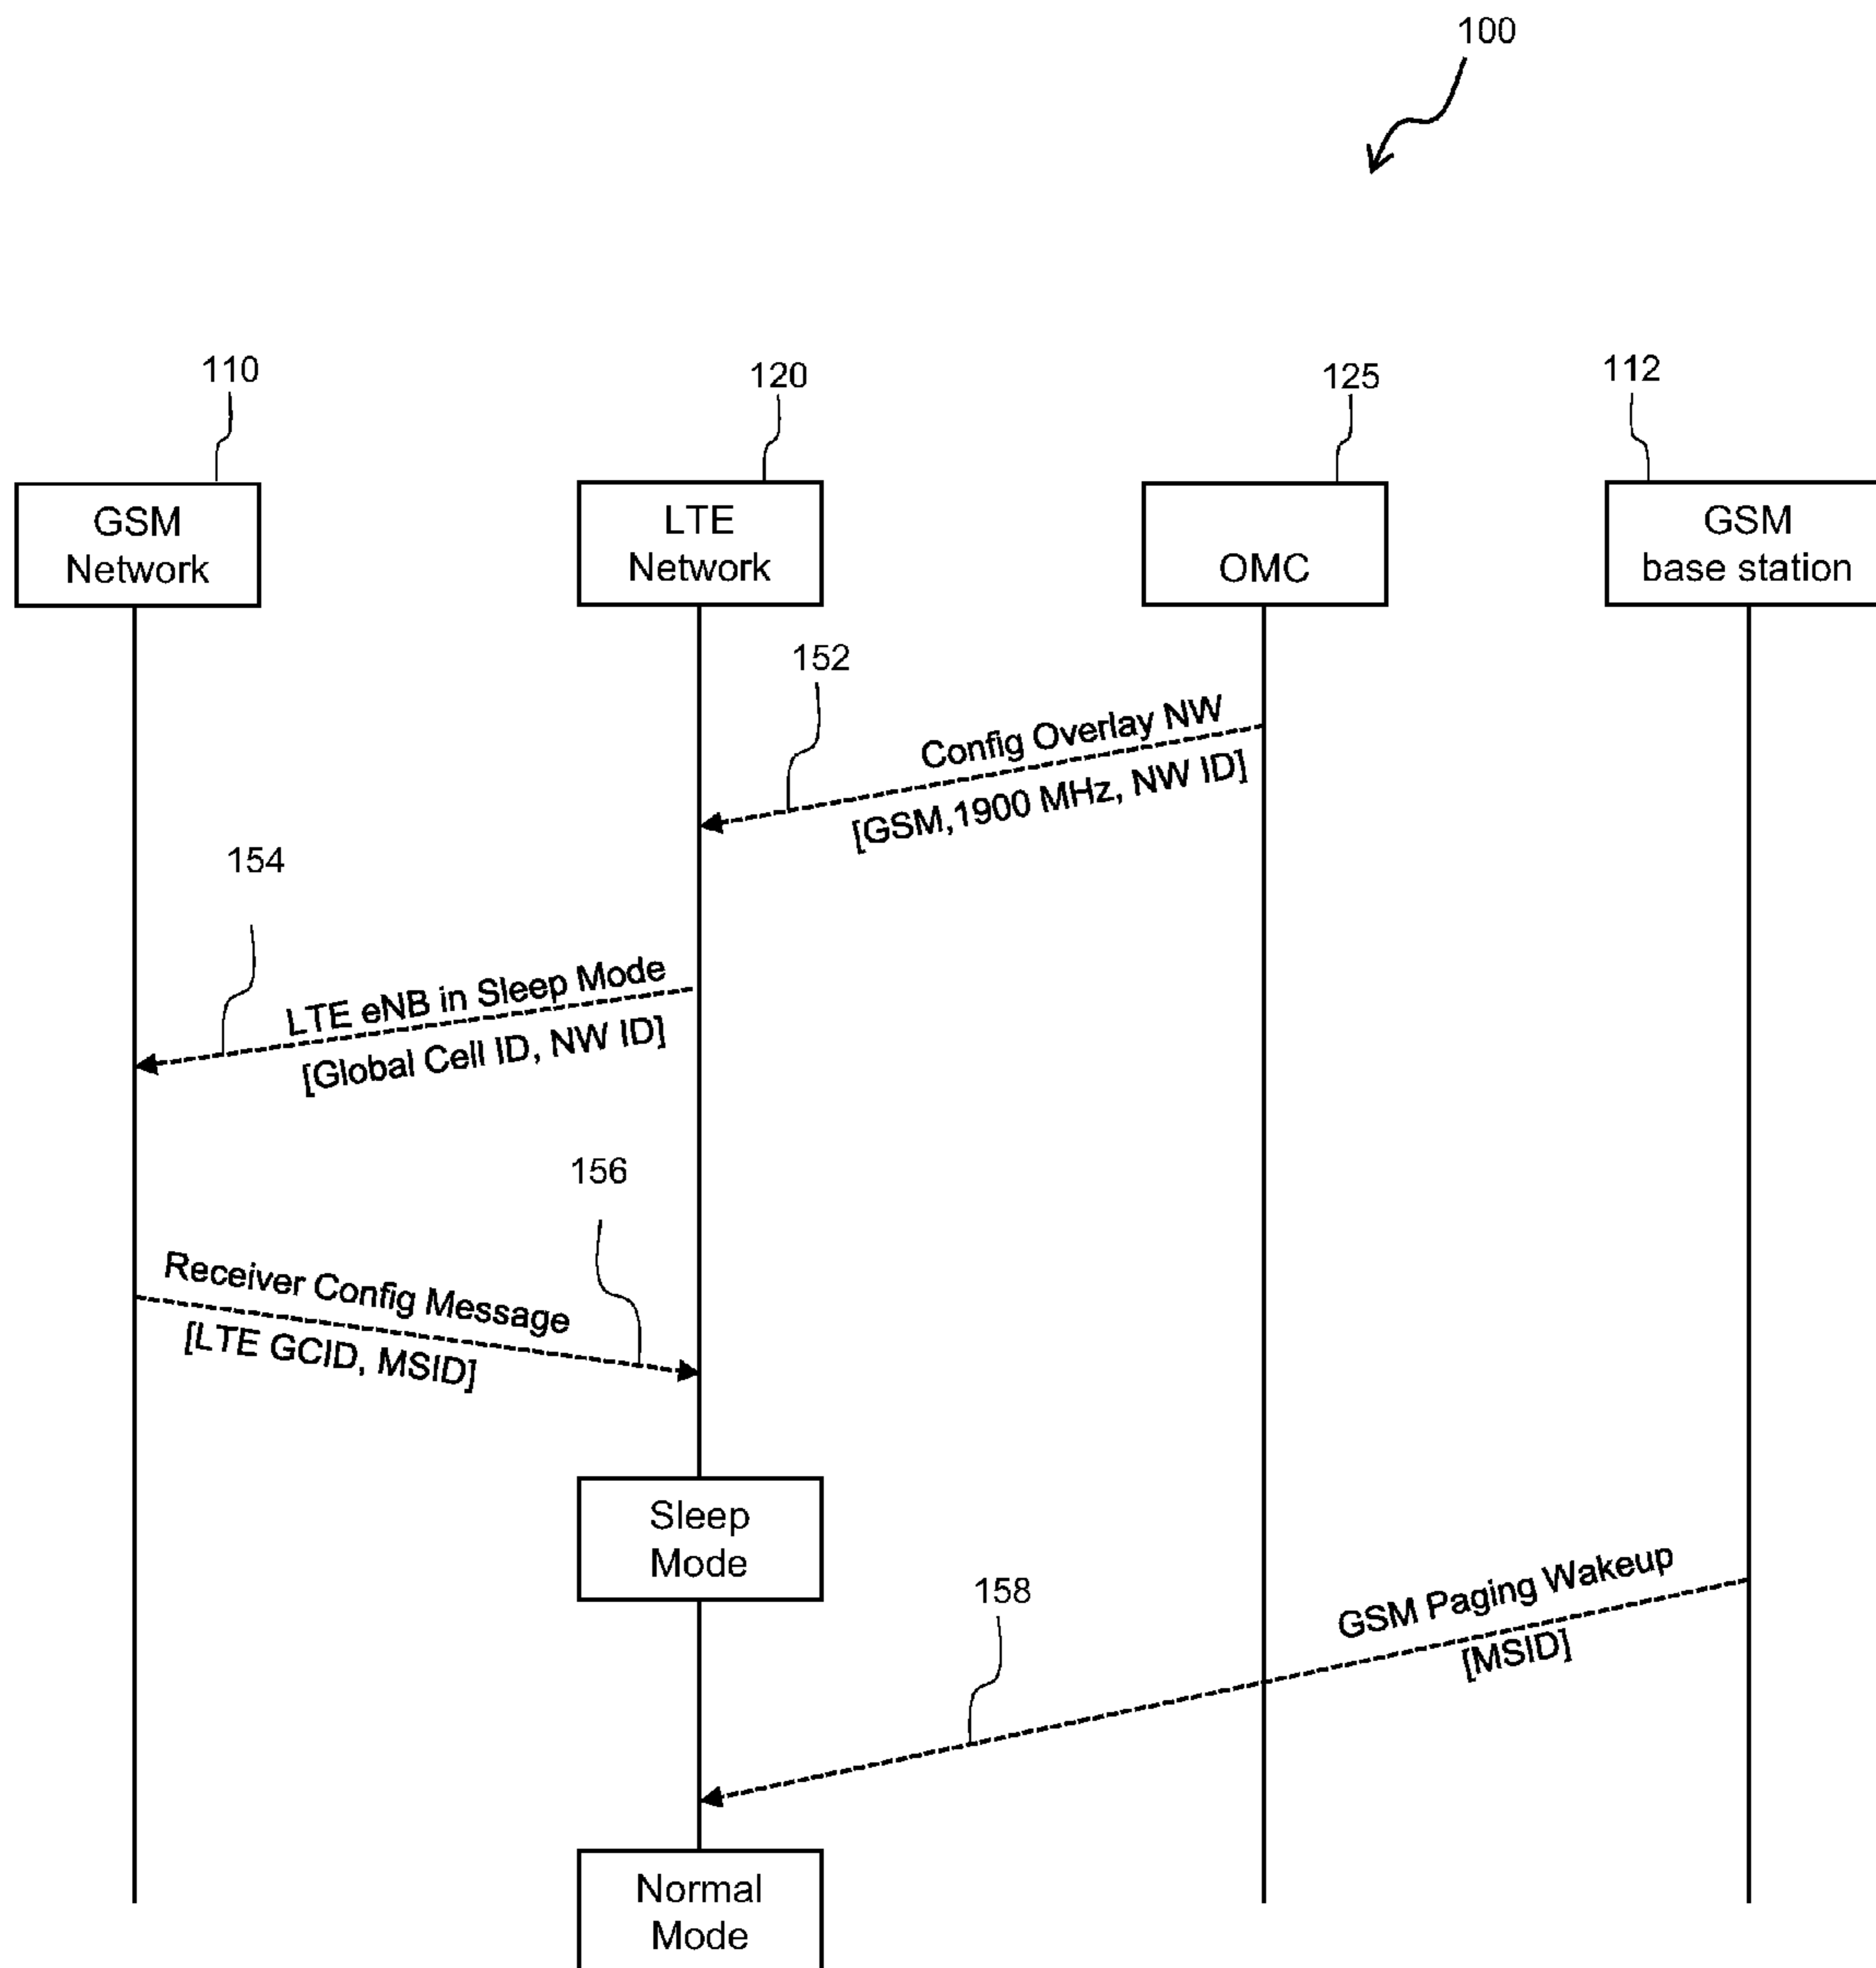 100
110
120
125
112
GSM
Network
LTE
Network
OMC
GSM
base station
152
Config Overlay NW
[GSM,1900 MHz, NW ID]
154
LTE eNB in Sleep Mode
[Global Cell ID, NW ID]
156
Receiver Config Message
[LTE GCID, MSID]
Sleep
Mode
158
GSM Paging Wakeup
[MSID]
Normal
Mode